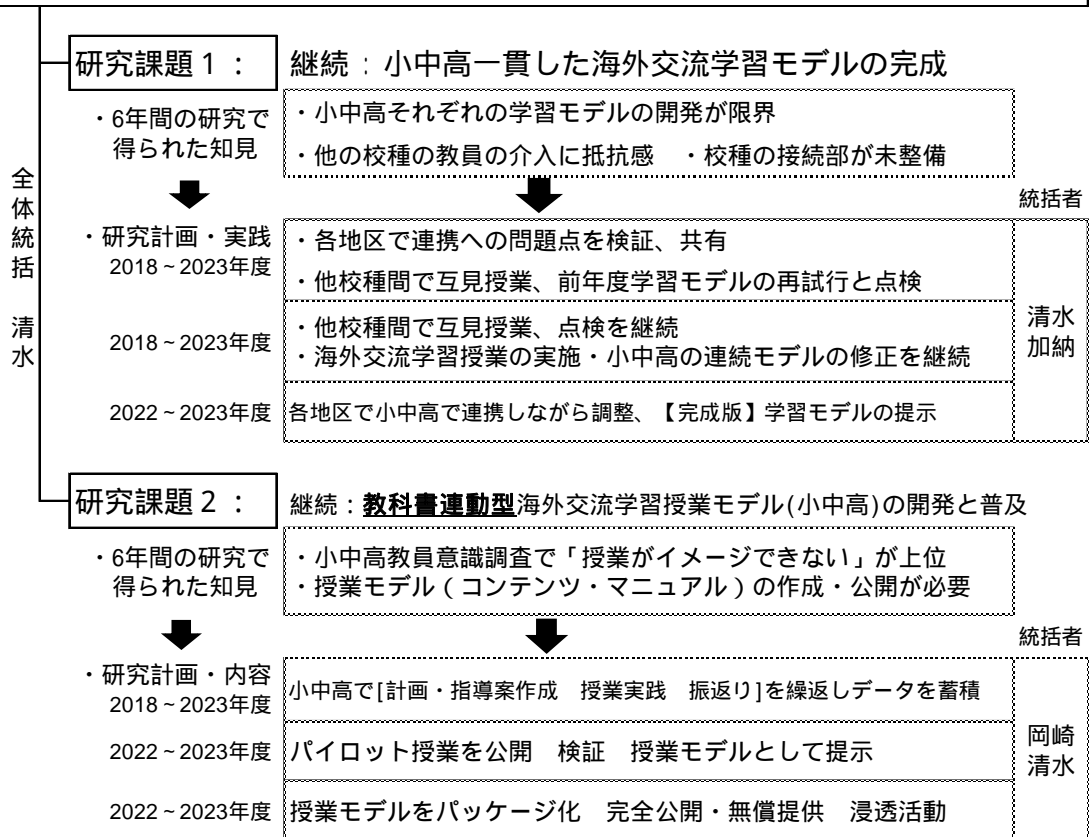 全体統括 清水
研究課題1: 継続:小中高一貫した海外交流学習モデルの完成
・6年間の研究で
得られた知見
・小中高それぞれの学習モデルの開発が限界
・他の校種の教員の介入に抵抗感 ・校種の接続部が未整備
統括者
・研究計画・実践
2018~2023年度
・各地区で連携への問題点を検証、共有
・他校種間で互見授業、前年度学習モデルの再試行と点検
2018~2023年度
・他校種間で互見授業、点検を継続
・海外交流学習授業の実施・小中高の連続モデルの修正を継続
2022~2023年度
各地区で小中高で連携しながら調整、【完成版】学習モデルの提示
清水
加納
研究課題2: 継続:教科書連動型海外交流学習授業モデル(小中高)の開発と普及
・6年間の研究で
得られた知見
・小中高教員意識調査で「授業がイメージできない」が上位
・授業モデル(コンテンツ・マニュアル)の作成・公開が必要
統括者
・研究計画・内容
2018~2023年度
小中高で[計画・指導案作成 授業実践 振返り]を繰返しデータを蓄積
2022~2023年度
パイロット授業を公開 検証 授業モデルとして提示
2022~2023年度
授業モデルをパッケージ化 完全公開・無償提供 浸透活動
岡崎
清水